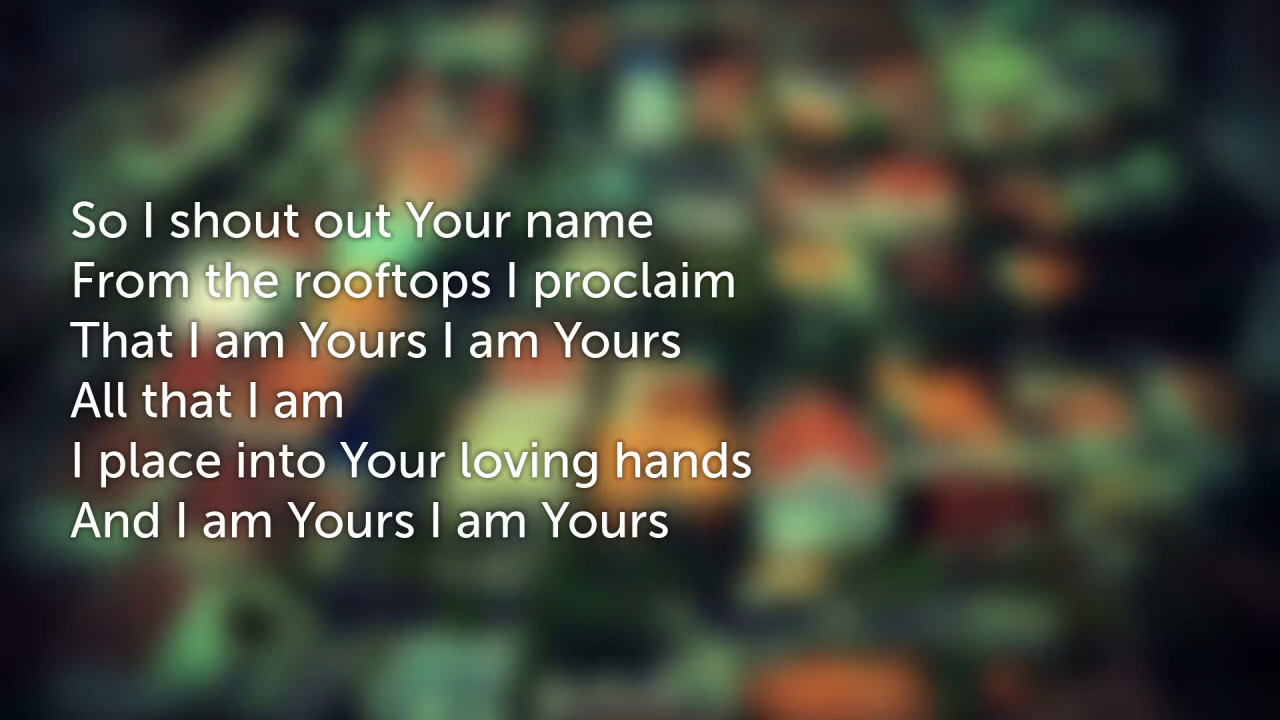 So I shout out Your name
From the rooftops I proclaim
That I am Yours I am Yours
All that I am
I place into Your loving hands
And I am Yours I am Yours